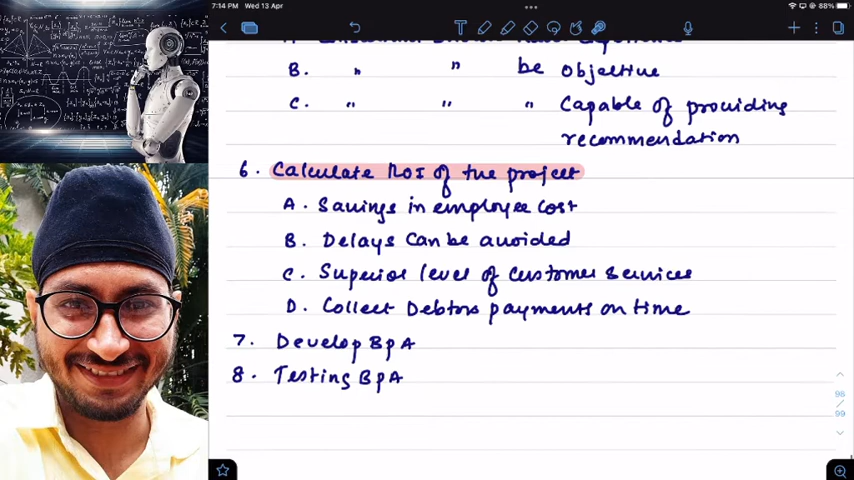 7:14 PM Wed 13 Apr
88%
B. " " be Objective
C. " " " Capable of providing
recommendation
6. Calculate ROI of the project
A. Savings in employee cost
B. Delays can be avoided
C. Superior level of customer services
D. Collect Debtors payments on time
7. Develop BPA
8. Testing BPA
98
/
99